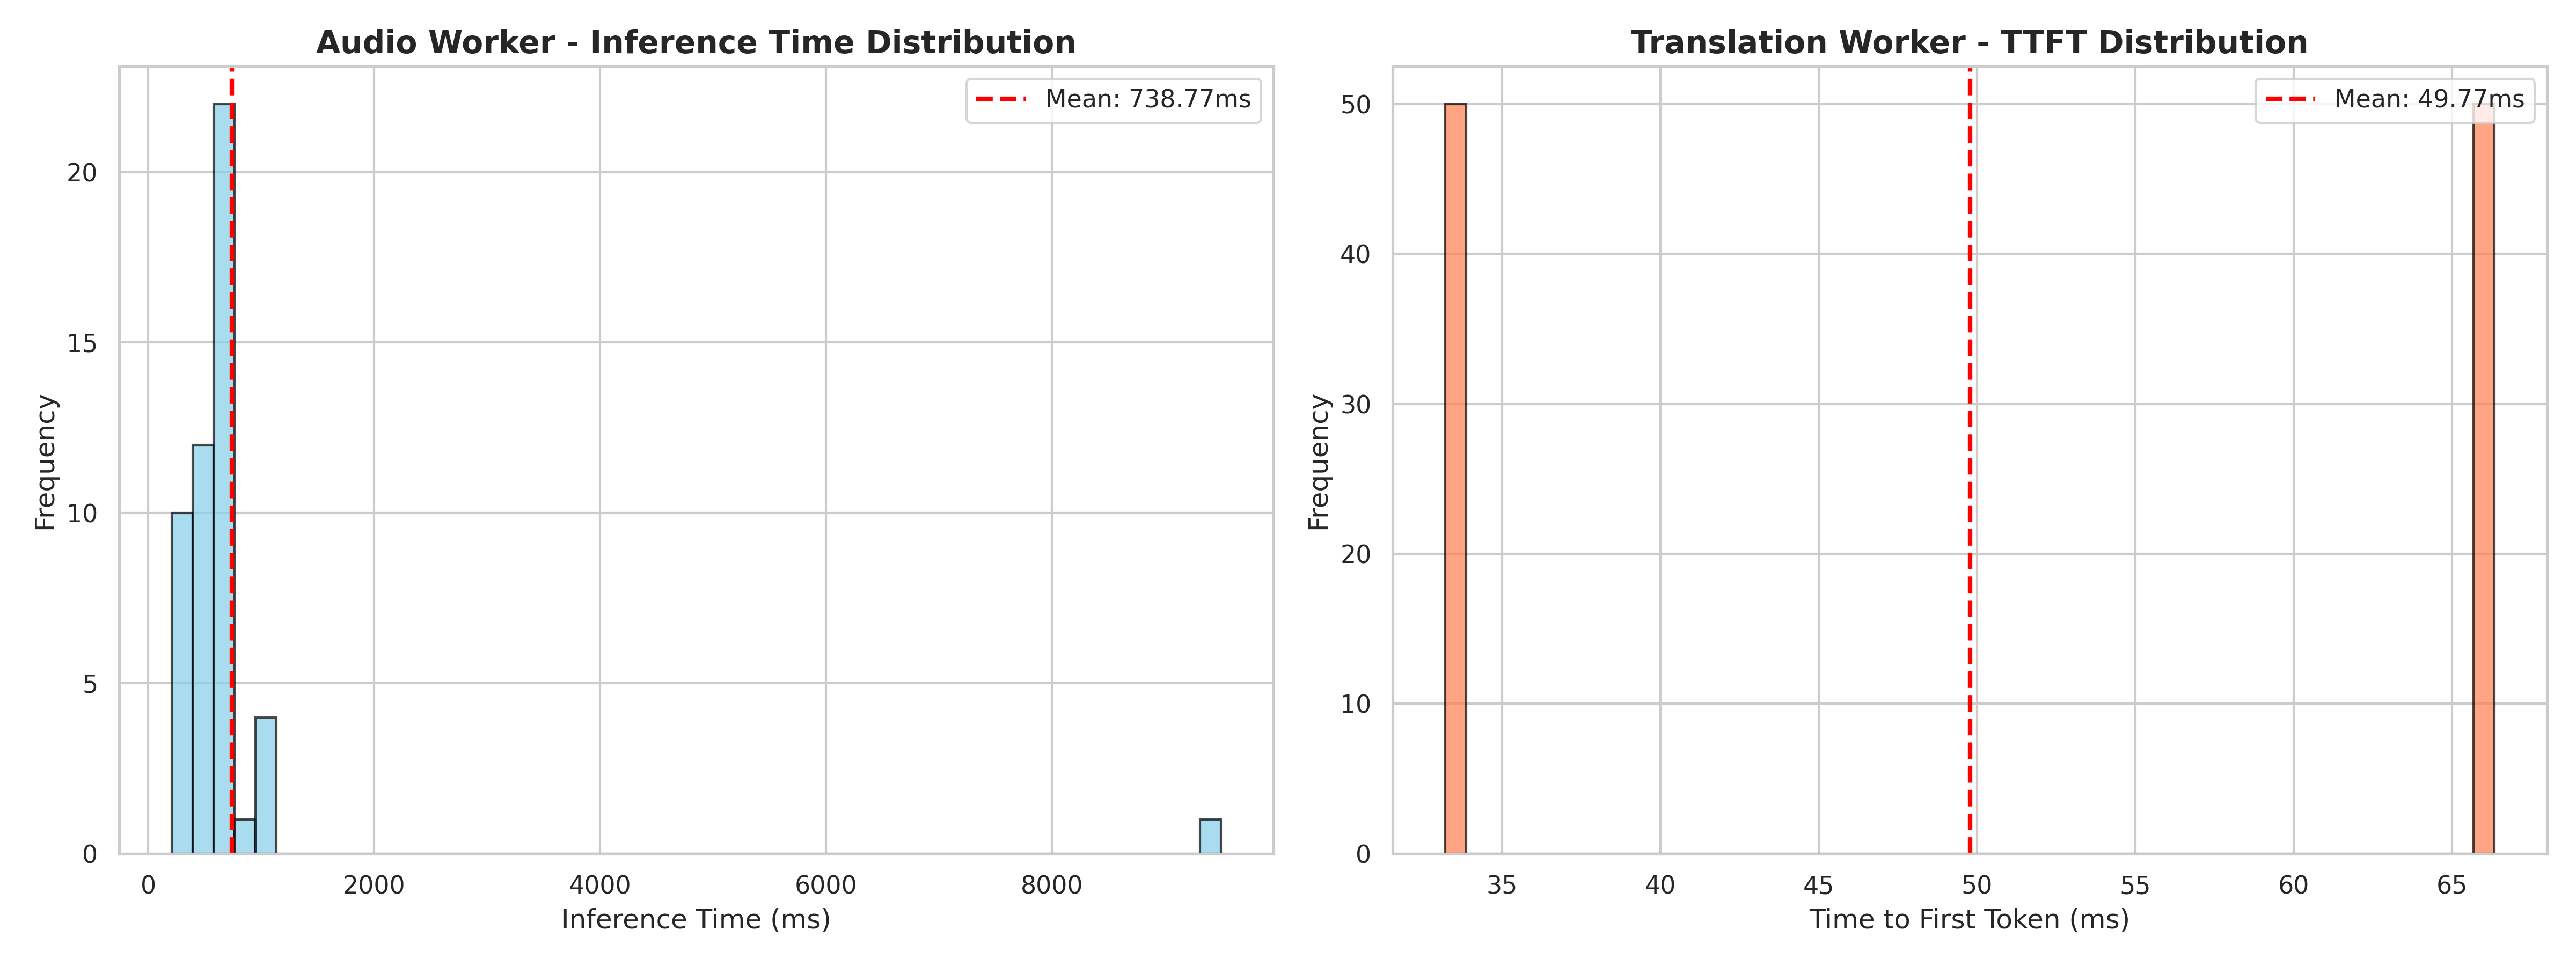 Audio Worker - Inference Time Distribution
Mean: 738.77ms
Frequency
20
15
10
5
0
0 2000 4000 6000 8000
Inference Time (ms)
Translation Worker - TTFT Distribution
Mean: 49.77ms
Frequency
50
40
30
20
10
0
35 40 45 50 55 60 65
Time to First Token (ms)